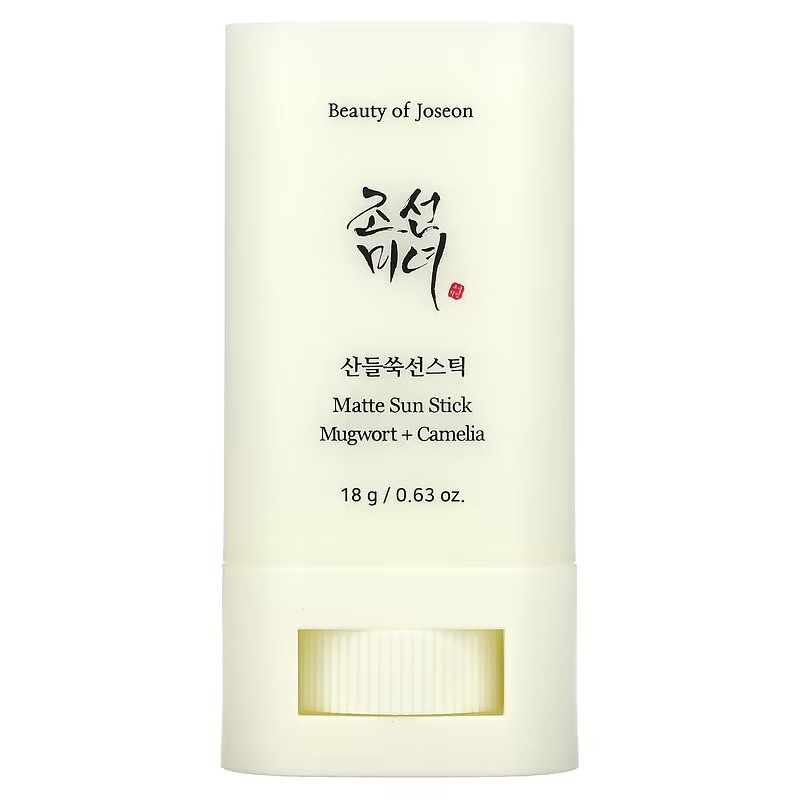 Beauty of Joseon
조선
미녀
산들쑥선스틱
Matte Sun Stick
Mugwort + Camelia
18 g / 0.63 oz.